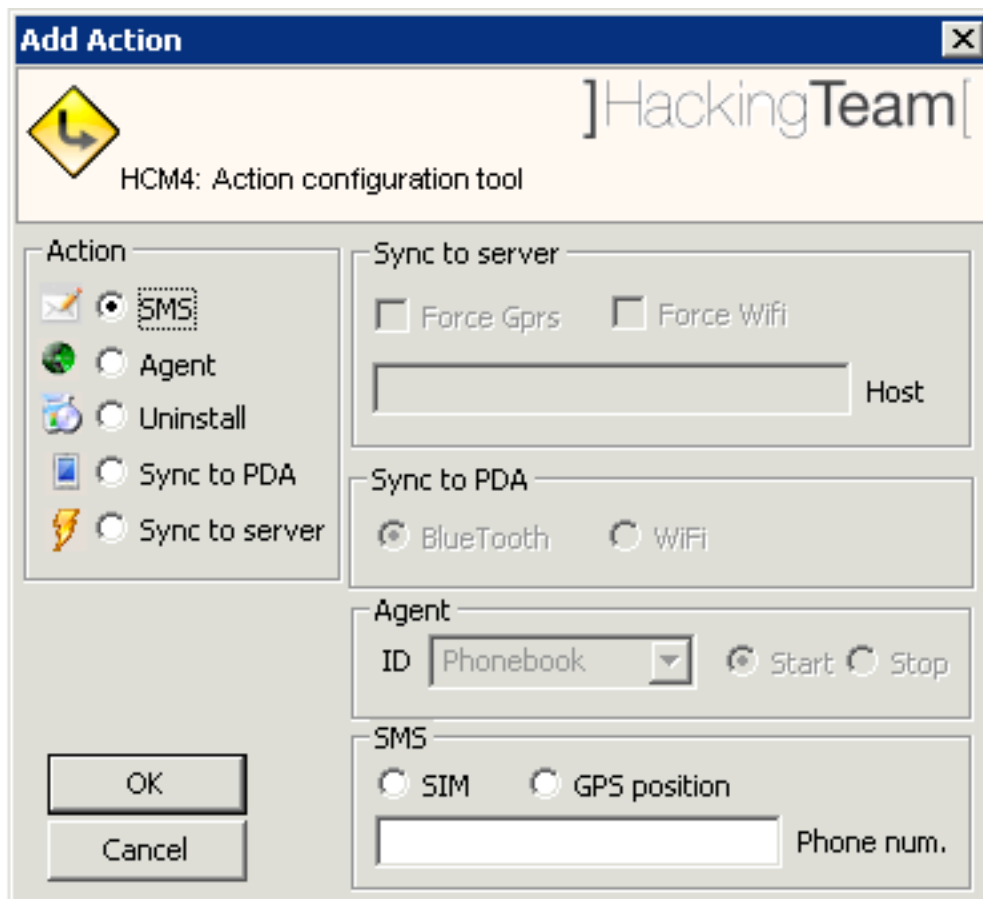 Add Action
]HackingTeam[
HCM4: Action configuration tool
Action
SMS
Agent
Uninstall
Sync to PDA
Sync to server
Sync to server
Force Gprs
Force Wifi
Host
Sync to PDA
BlueTooth
WiFi
Agent
ID
Phonebook
Start
Stop
SMS
SIM
GPS position
Phone num.
OK
Cancel